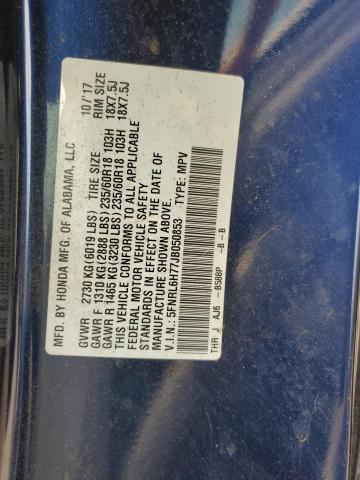 MFD. BY HONDA MFG. OF ALABAMA, LLC 10/17
GVWR 2730 KG(6019 LBS) TIRE SIZE RIM SIZE
GAWR F 1310 KG(2888 LBS)235/60R18 103H 18X7.5J
GAWR R 1465 KG(3230LBS)235/60R18 103H 18X7.5J
THIS VEHICLE CONFORMS TO ALL APPLICABLE
FEDERAL MOTOR VEHICLE SAFETY
STANDARDS IN EFFECT ON THE DATE OF
MANUFACTURE SHOWN ABOVE.
V.I.N.: 5FNRL6H77JB050853 TYPE: MPV
THR J AJ6 - B588P -B -B